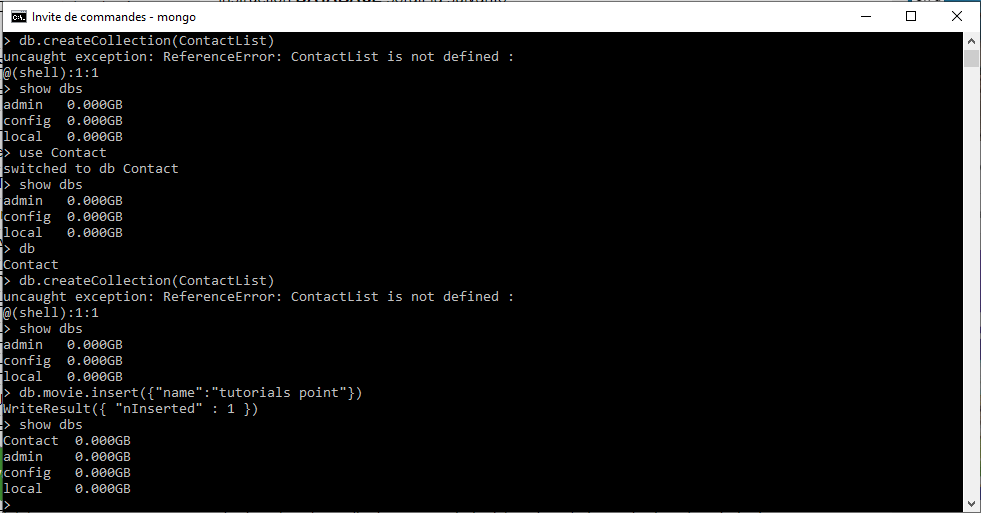 Invite de commandes - mongo
> db.createCollection(ContactList)
uncaught exception: ReferenceError: ContactList is not defined :
@(shell):1:1
> show dbs
admin   0.000GB
config  0.000GB
local   0.000GB
> use Contact
switched to db Contact
> show dbs
admin   0.000GB
config  0.000GB
local   0.000GB
> db
Contact
> db.createCollection(ContactList)
uncaught exception: ReferenceError: ContactList is not defined :
@(shell):1:1
> show dbs
admin   0.000GB
config  0.000GB
local   0.000GB
> db.movie.insert({"name":"tutorials point"})
WriteResult({ "nInserted" : 1 })
> show dbs
Contact  0.000GB
admin    0.000GB
config   0.000GB
local    0.000GB
>